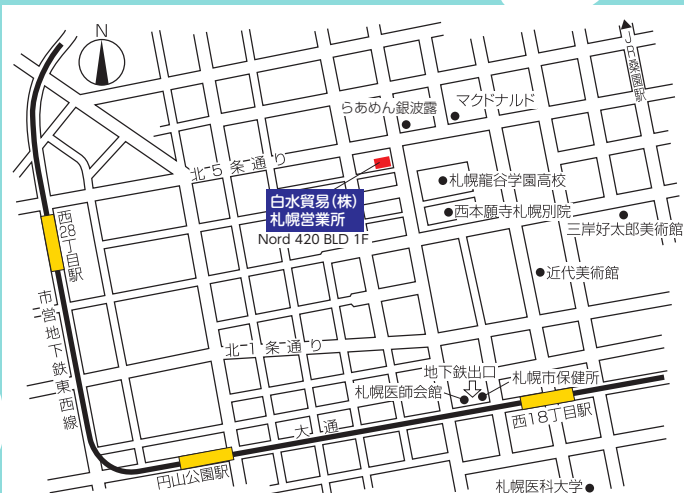 N
▲JR桑園駅
らあめん銀波露
マクドナルド
北5条通り
札幌龍谷学園高校
白水貿易(株)
札幌営業所
Nord 420 BLD 1F
西本願寺札幌別院
三岸好太郎美術館
西28丁目駅
近代美術館
市営地下鉄東西線
北1条通り
地下鉄出口
札幌医師会館
札幌市保健所
西18丁目駅
大通
円山公園駅
札幌医科大学